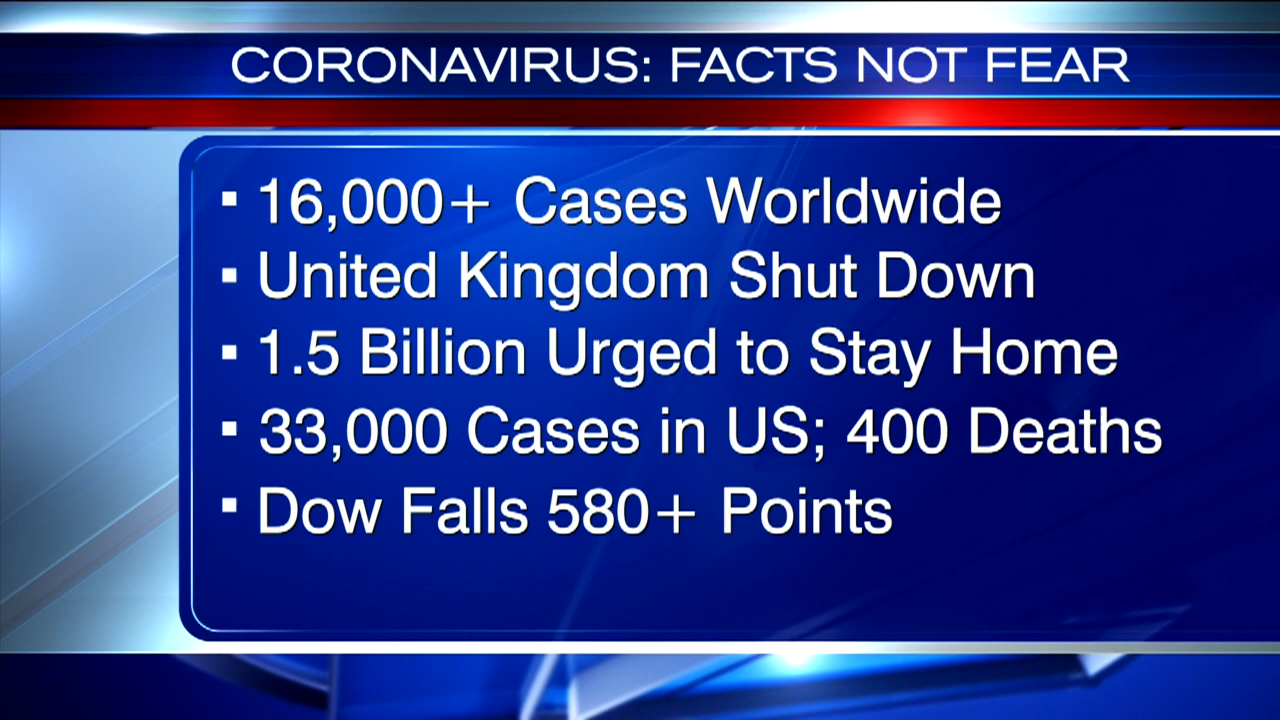 CORONAVIRUS: FACTS NOT FEAR
▪ 16,000+ Cases Worldwide
▪ United Kingdom Shut Down
▪ 1.5 Billion Urged to Stay Home
▪ 33,000 Cases in US; 400 Deaths
▪ Dow Falls 580+ Points